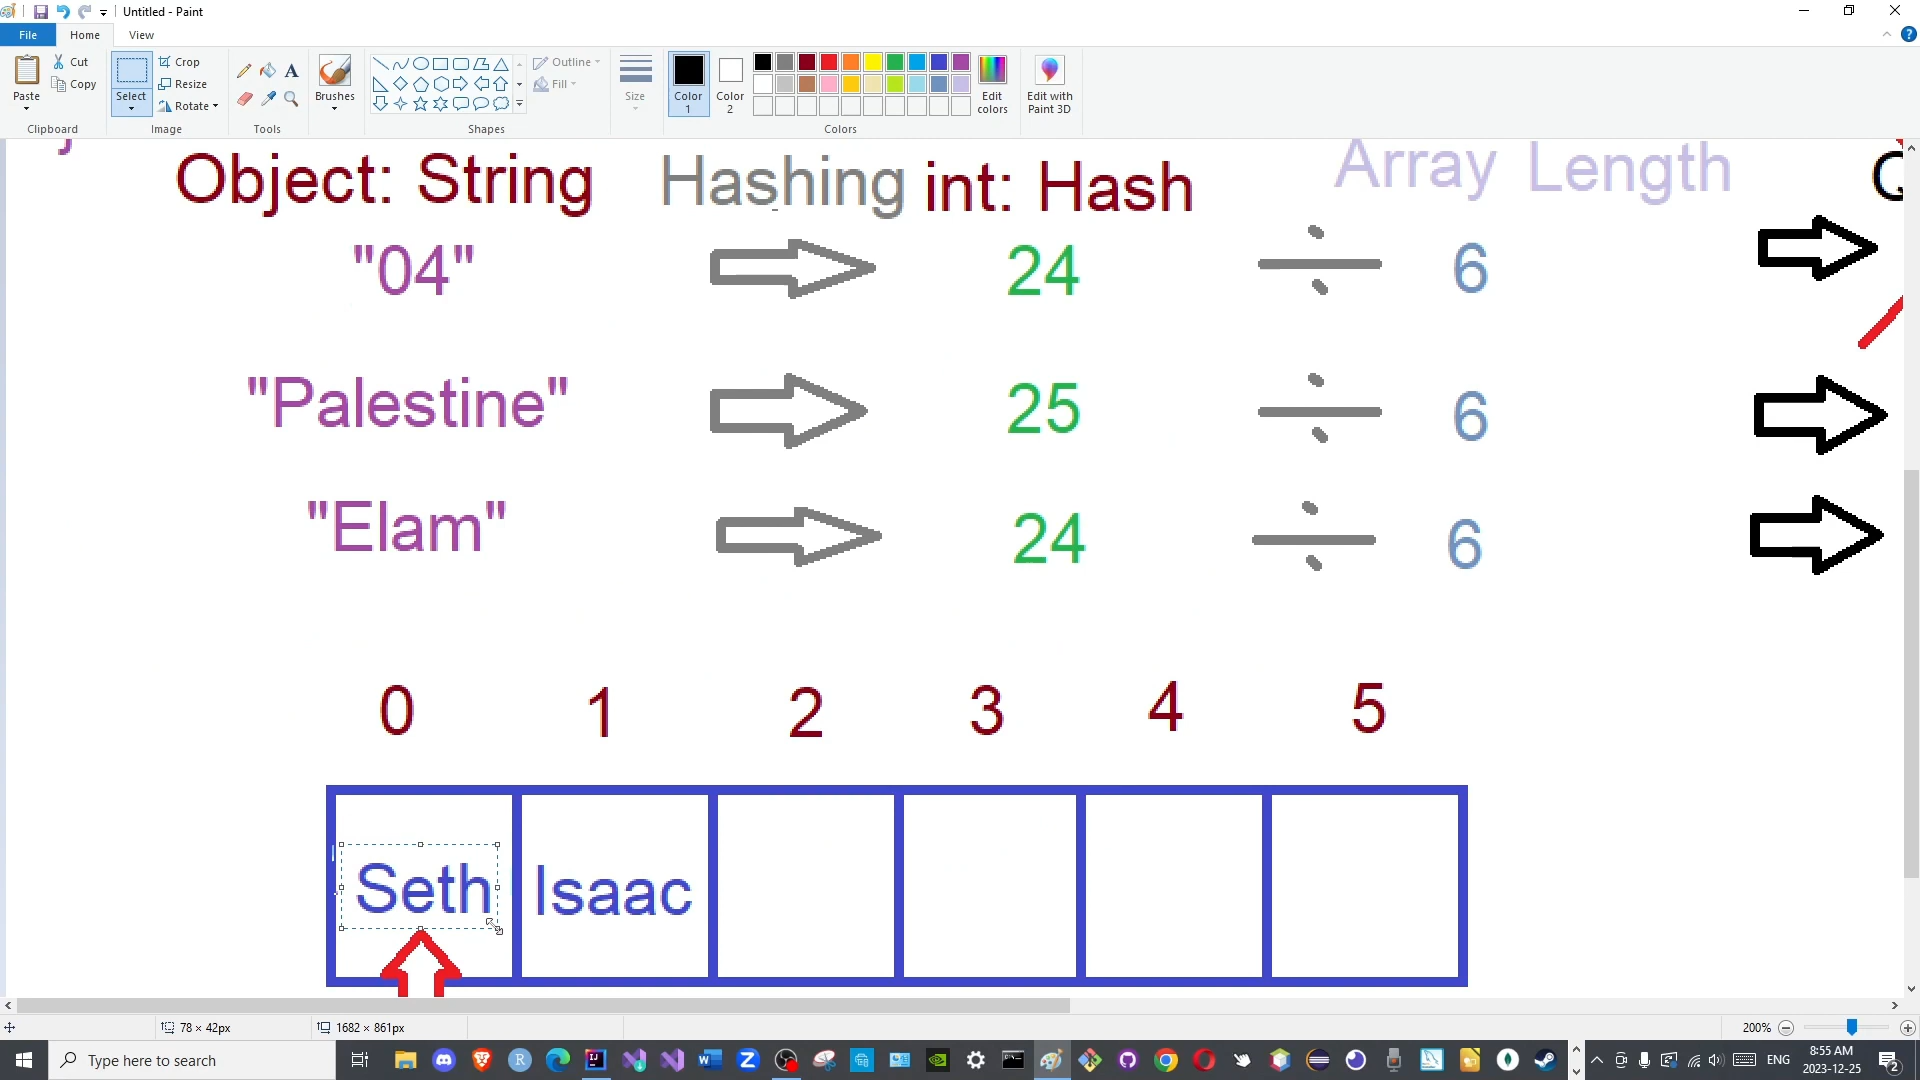 Untitled - Paint
File Home View
Paste
Cut
Copy
Clipboard
Select
Crop
Resize
Rotate
Image
Tools
Brushes
Shapes
Outline
Fill
Size
Color 1
Color 2
Edit colors
Colors
Edit with Paint 3D
Object: String Hashing int: Hash Array Length
"04" 24 ÷ 6
"Palestine" 25 ÷ 6
"Elam" 24 ÷ 6
0 1 2 3 4 5
Seth Isaac
78 × 42px 1682 × 861px 200%
Type here to search
ENG
8:55 AM
2023-12-25
2